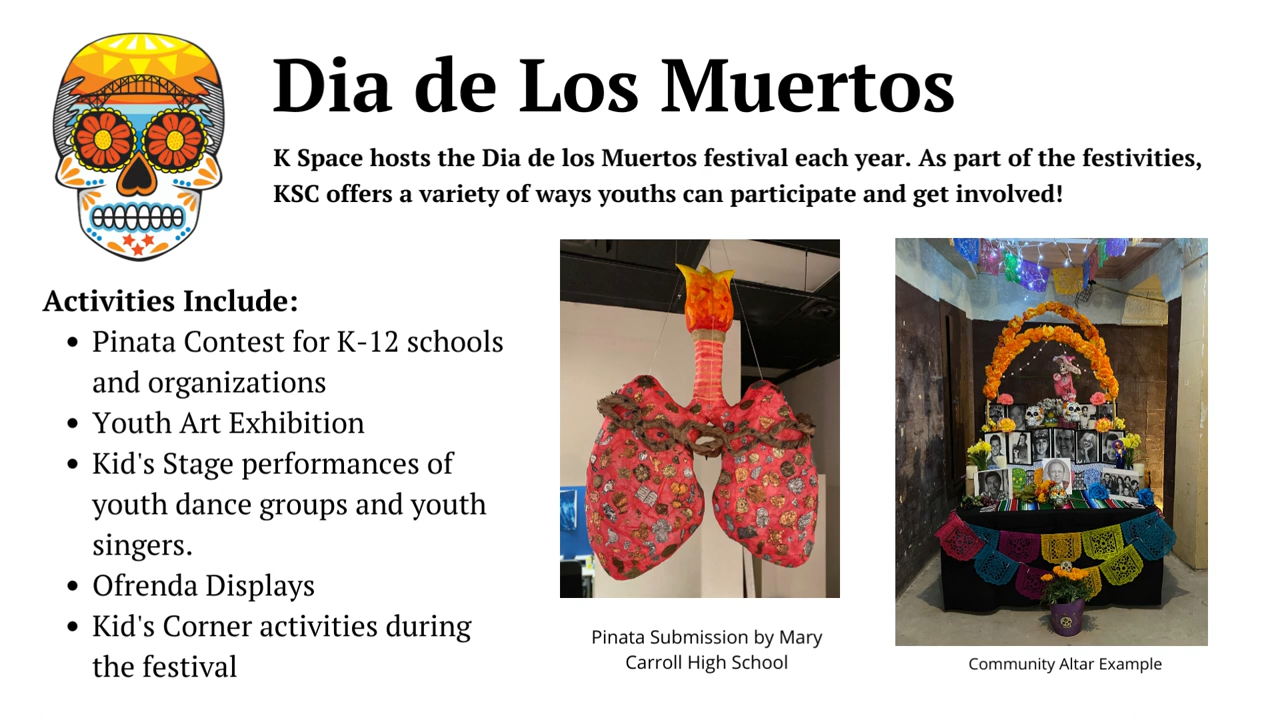 Dia de Los Muertos
K Space hosts the Dia de los Muertos festival each year. As part of the festivities,
KSC offers a variety of ways youths can participate and get involved!
Activities Include:
• Pinata Contest for K-12 schools
and organizations
• Youth Art Exhibition
• Kid's Stage performances of
youth dance groups and youth
singers.
• Ofrenda Displays
• Kid's Corner activities during
the festival
Pinata Submission by Mary
Carroll High School
Community Altar Example